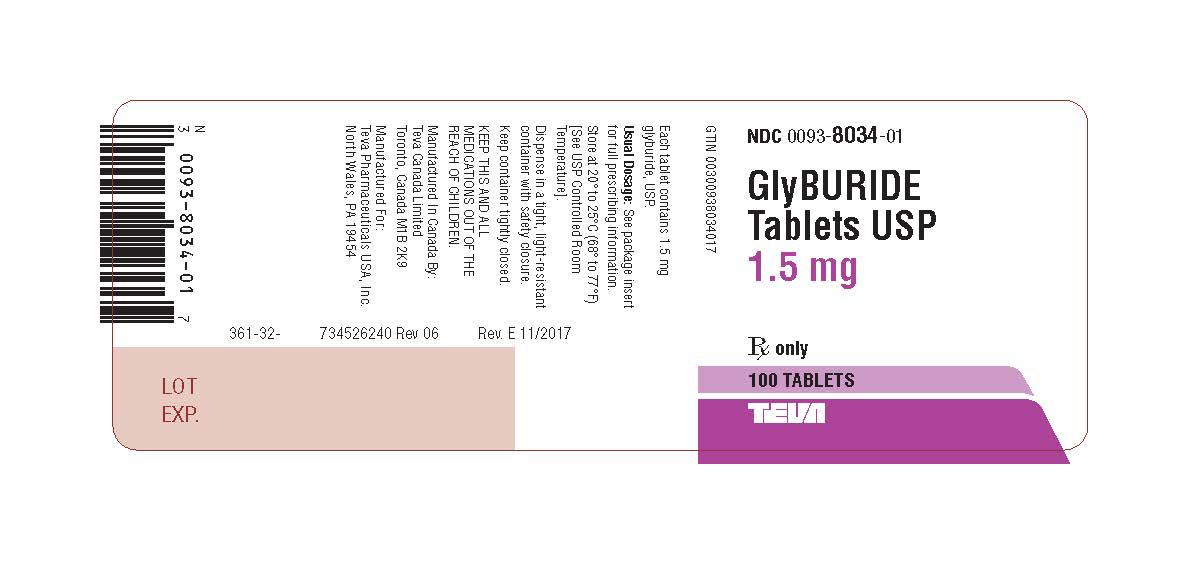 NDC 0093-8034-01
GlyBURIDE
Tablets USP
1.5 mg
℞ only
100 TABLETS
TEVA
GTIN 00300938034017
Each tablet contains 1.5 mg
glyburide, USP.
Usual Dosage: See package insert
for full prescribing information.
Store at 20° to 25°C (68° to 77°F)
[See USP Controlled Room
Temperature].
Dispense in a tight, light-resistant
container with safety closure.
Keep container tightly closed.
KEEP THIS AND ALL
MEDICATIONS OUT OF THE
REACH OF CHILDREN.
Manufactured In Canada By:
Teva Canada Limited
Toronto, Canada M1B 2K9
Manufactured For:
Teva Pharmaceuticals USA, Inc.
North Wales, PA 19454
N
3 0093-8034-01 7
361-32- 734526240 Rev 06 Rev. E 11/2017
LOT
EXP.